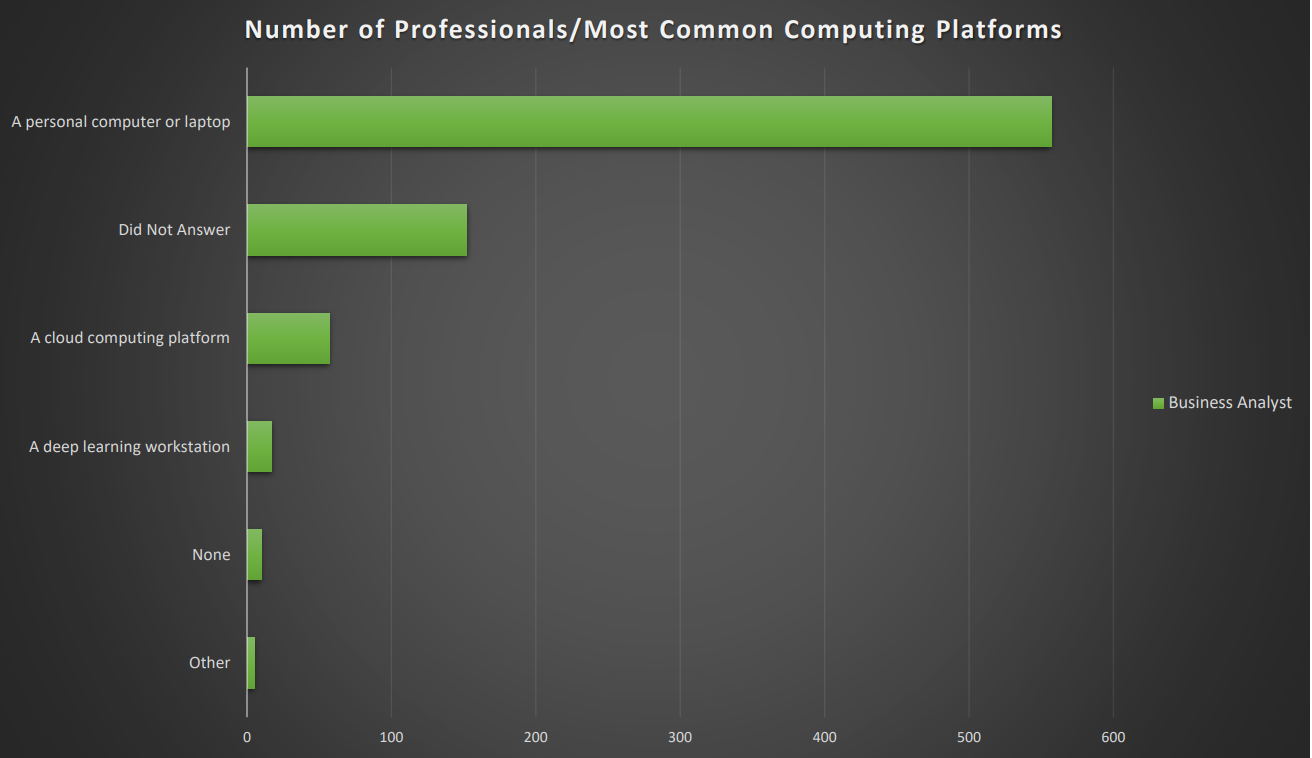 Number of Professionals/Most Common Computing Platforms
A personal computer or laptop
Did Not Answer
A cloud computing platform
A deep learning workstation
None
Other
0 100 200 300 400 500 600
Business Analyst